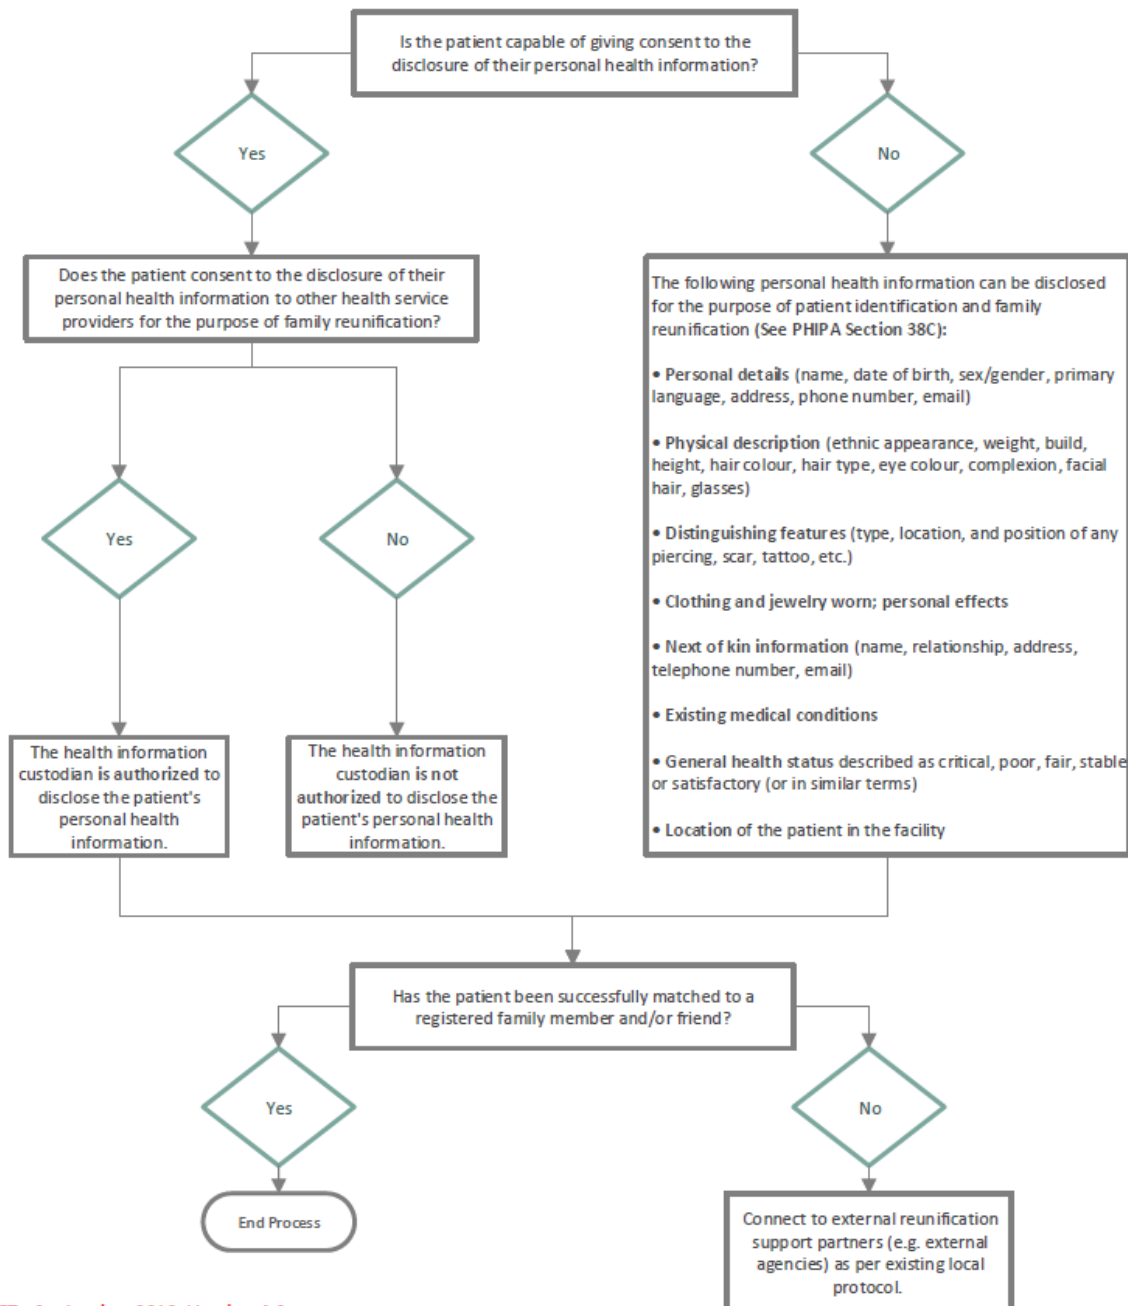 Is the patient capable of giving consent to the
disclosure of their personal health information?
Yes
No
Does the patient consent to the disclosure of their
personal health information to other health service
providers for the purpose of family reunification?
Yes
No
The health information
custodian is authorized to
disclose the patient's
personal health
information.
The health information
custodian is not
authorized to disclose the
patient's personal health
information.
The following personal health information can be disclosed
for the purpose of patient identification and family
reunification (See PHIPA Section 38C):
• Personal details (name, date of birth, sex/gender, primary
language, address, phone number, email)
• Physical description (ethnic appearance, weight, build,
height, hair colour, hair type, eye colour, complexion, facial
hair, glasses)
• Distinguishing features (type, location, and position of any
piercing, scar, tattoo, etc.)
• Clothing and jewelry worn; personal effects
• Next of kin information (name, relationship, address,
telephone number, email)
• Existing medical conditions
• General health status described as critical, poor, fair, stable
or satisfactory (or in similar terms)
• Location of the patient in the facility
Has the patient been successfully matched to a
registered family member and/or friend?
Yes
No
End Process
Connect to external reunification
support partners (e.g. external
agencies) as per existing local
protocol.